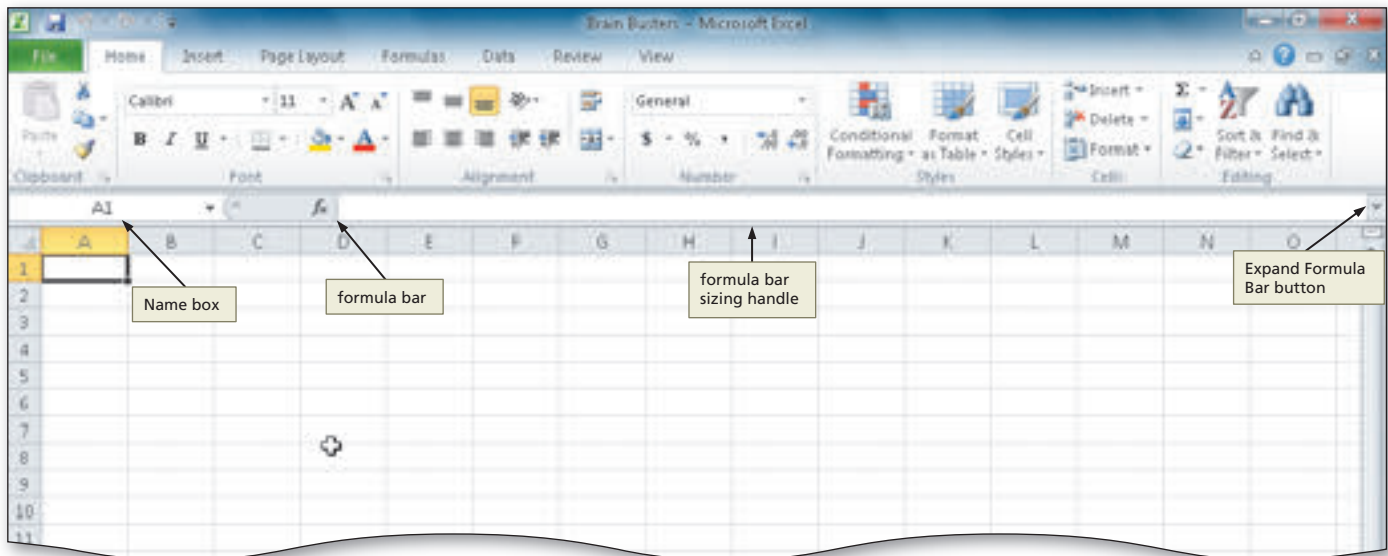 Brain Busters - Microsoft Excel
File Home Insert Page Layout Formulas Data Review View
Calibri 11 A A General Insert Σ
Paste B I U A $ % , Conditional Format Cell Delete Sort & Find &
Formatting as Table Styles Format Filter Select
Clipboard Font Alignment Number Styles Cells Editing
A1 fx
A B C D E F G H I J K L M N O
1
2
3
4
5
6
7
8
9
10
11
Name box
formula bar
formula bar
sizing handle
Expand Formula
Bar button